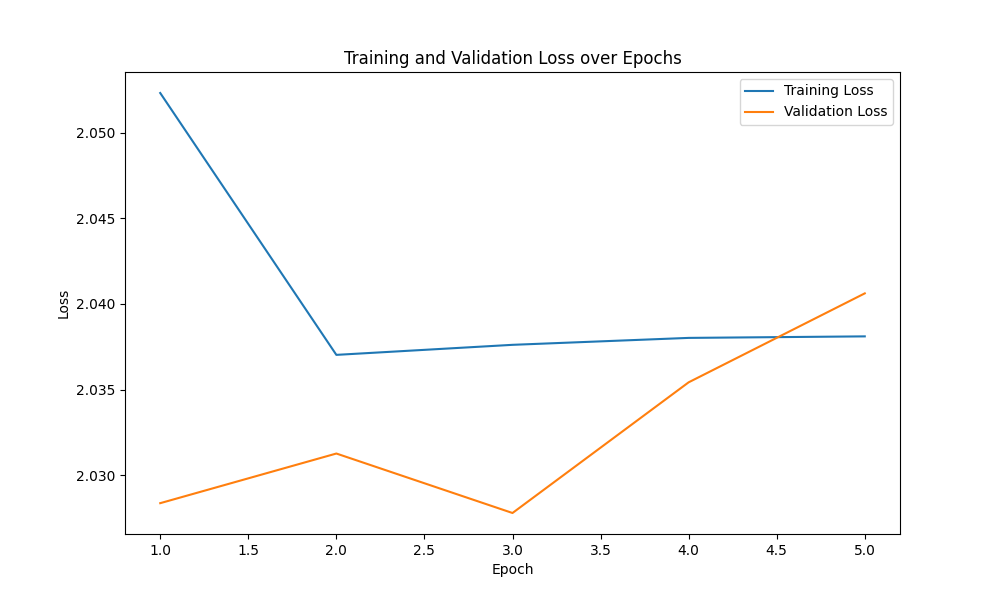 Training and Validation Loss over Epochs
Training Loss
Validation Loss
2.050
2.045
2.040
2.035
2.030
Loss
1.0 1.5 2.0 2.5 3.0 3.5 4.0 4.5 5.0
Epoch